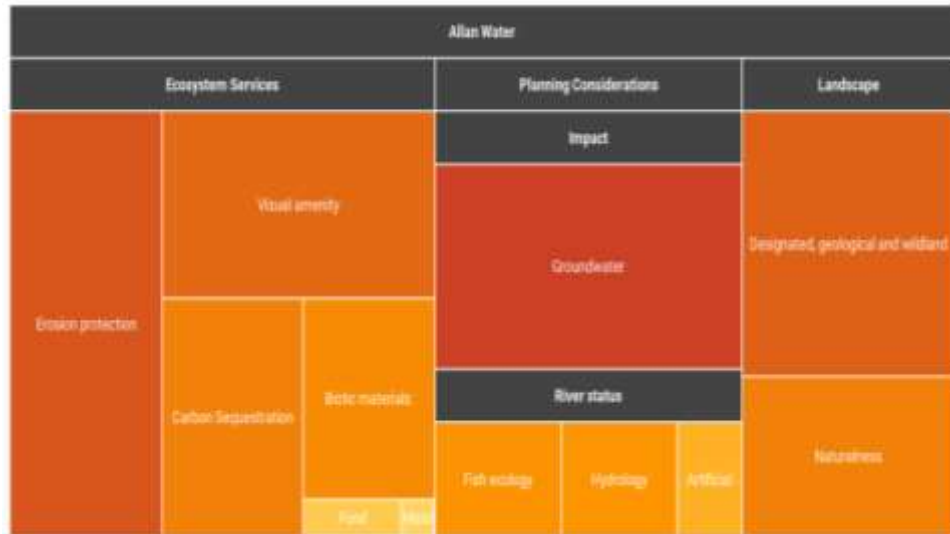 Allan Water
Ecosystem Services
Planning Considerations
Landscape
Impact
Visual amenity
Groundwater
Designated, geological and wildland
Erosion protection
River status
Biotic materials
Carbon Sequestration
Naturalness
Fish ecology
Hydrology
Artificial
Food